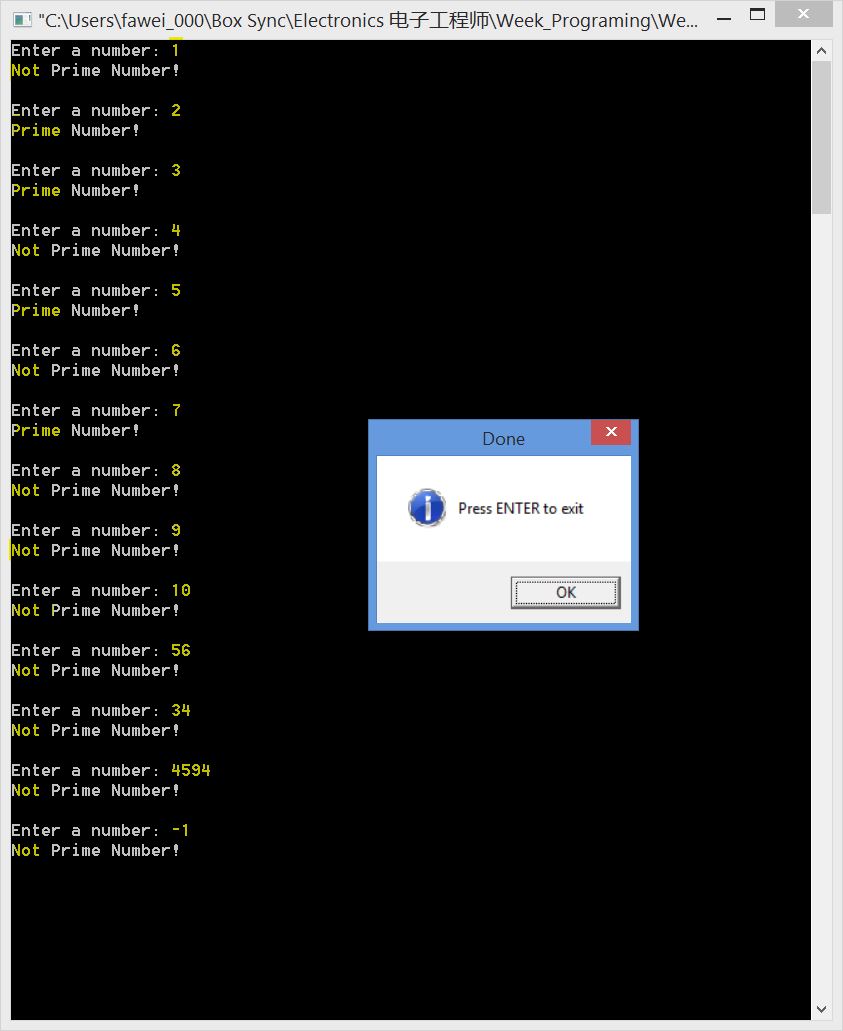 "C:\Users\fawei_000\Box Sync\Electronics 电子工程师\Week_Programing\We...
Enter a number: 1
Not Prime Number!
Enter a number: 2
Prime Number!
Enter a number: 3
Prime Number!
Enter a number: 4
Not Prime Number!
Enter a number: 5
Prime Number!
Enter a number: 6
Not Prime Number!
Enter a number: 7
Prime Number!
Enter a number: 8
Not Prime Number!
Enter a number: 9
Not Prime Number!
Enter a number: 10
Not Prime Number!
Enter a number: 56
Not Prime Number!
Enter a number: 34
Not Prime Number!
Enter a number: 4594
Not Prime Number!
Enter a number: -1
Not Prime Number!
Done
Press ENTER to exit
OK